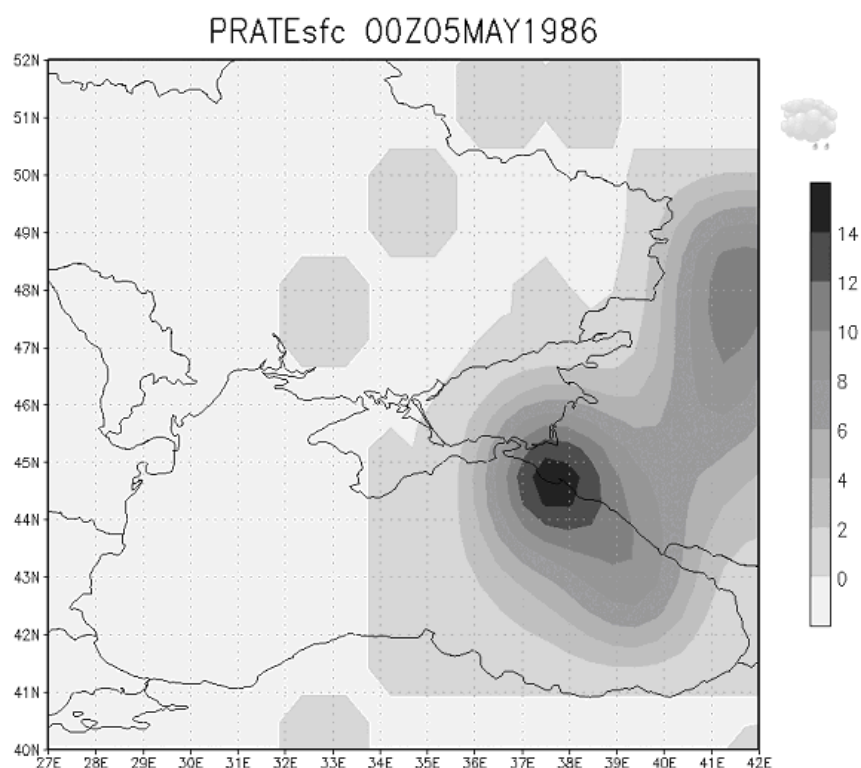 PRATEsfc 00Z05MAY1986
52N
51N
50N
49N
48N
47N
46N
45N
44N
43N
42N
41N
40N
27E 28E 29E 30E 31E 32E 33E 34E 35E 36E 37E 38E 39E 40E 41E 42E
14
12
10
8
6
4
2
0